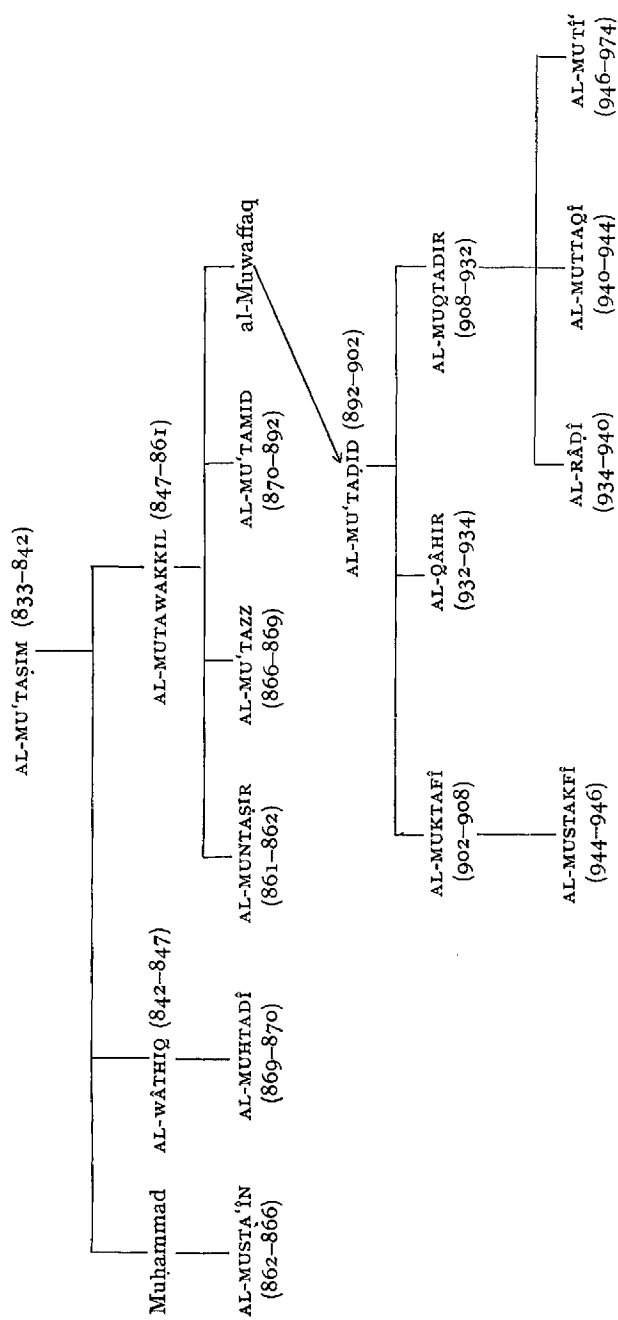 AL-MU'TAṢIM (833–842)
Muḥammad
AL-WÂTHIQ (842–847)
AL-MUTAWAKKIL (847–861)
AL-MUSTA‘ÎN
(862–866)
AL-MUHTADÎ
(869–870)
AL-MUNTAṢIR
(861–862)
AL-MU‘TAZZ
(866–869)
AL-MU‘TAMID
(870–892)
al-Muwaffaq
AL-MU‘TAḌID (892–902)
AL-MUKTAFÎ
(902–908)
AL-QÂHIR
(932–934)
AL-MUQTADIR
(908–932)
AL-MUSTAKFÎ
(944–946)
AL-RÂḌÎ
(934–940)
AL-MUTTAQÎ
(940–944)
AL-MUTÎ‘
(946–974)